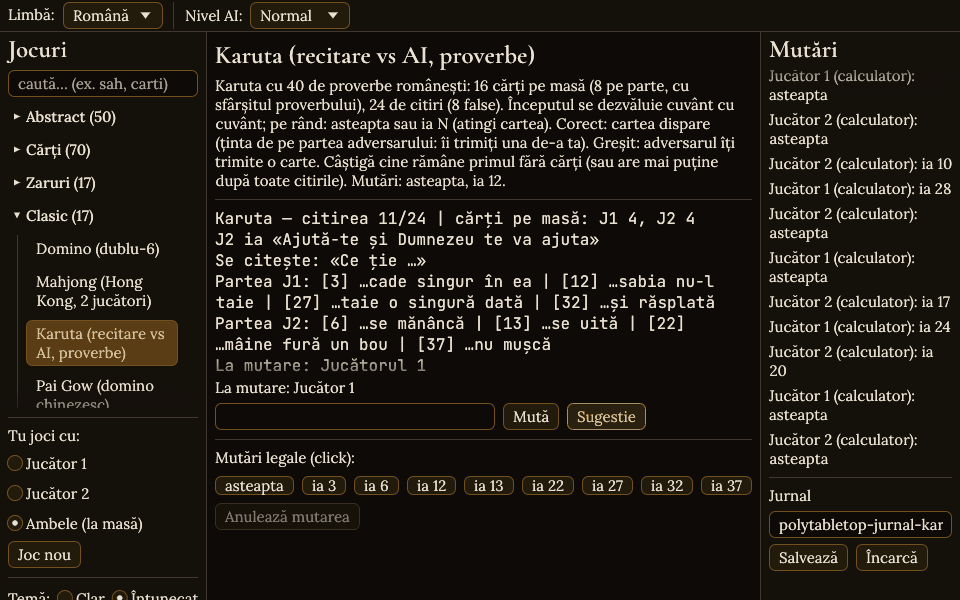 Limbă:
Română ▼
Nivel AI:
Normal ▼
Jocuri
caută... (ex. sah, carti)
▸ Abstract (50)
▸ Cărți (70)
▸ Zaruri (17)
▾ Clasic (17)
Domino (dublu-6)
Mahjong (Hong
Kong, 2 jucători)
Karuta (recitare vs
AI, proverbe)
Pai Gow (domino
chinezesc)
Tu joci cu:
Jucător 1
Jucător 2
Ambele (la masă)
Joc nou
Temă: Clar Întunecat
Karuta (recitare vs AI, proverbe)
Karuta cu 40 de proverbe românești: 16 cărți pe masă (8 pe parte, cu
sfârșitul proverbului), 24 de citiri (8 false). Începutul se dezvăluie cuvânt cu
cuvânt; pe rând: asteapta sau ia N (atingi cartea). Corect: cartea dispare
(ținta de pe partea adversarului: îi trimiți una de-a ta). Greșit: adversarul îți
trimite o carte. Câștigă cine rămâne primul fără cărți (sau are mai puține
după toate citirile). Mutări: asteapta, ia 12.
Karuta — citirea 11/24 | cărți pe masă: J1 4, J2 4
J2 ia «Ajută-te și Dumnezeu te va ajuta»
Se citește: «Ce ție …»
Partea J1: [3] …cade singur în ea | [12] …sabia nu-l
taie | [27] …taie o singură dată | [32] …și răsplată
Partea J2: [6] …se mănâncă | [13] …se uită | [22]
…mâine fură un bou | [37] …nu mușcă
La mutare: Jucătorul 1
La mutare: Jucător 1
Mută
Sugestie
Mutări legale (click):
asteapta
ia 3
ia 6
ia 12
ia 13
ia 22
ia 27
ia 32
ia 37
Anulează mutarea
Mutări
Jucător 1 (calculator):
asteapta
Jucător 2 (calculator):
asteapta
Jucător 2 (calculator): ia 10
Jucător 1 (calculator): ia 28
Jucător 2 (calculator):
asteapta
Jucător 1 (calculator):
asteapta
Jucător 2 (calculator): ia 17
Jucător 1 (calculator): ia 24
Jucător 2 (calculator): ia
20
Jucător 1 (calculator):
asteapta
Jucător 2 (calculator):
asteapta
Jurnal
polytabletop-jurnal-kar
Salvează
Încarcă